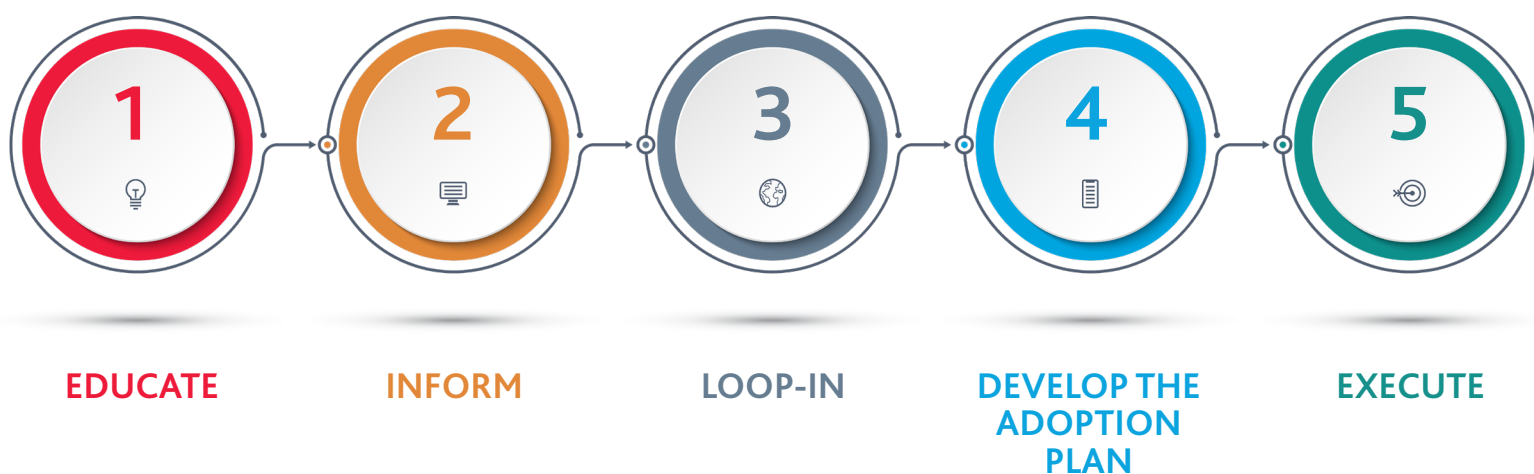 1
2
3
4
5
EDUCATE
INFORM
LOOP-IN
DEVELOP THE
ADOPTION
PLAN
EXECUTE